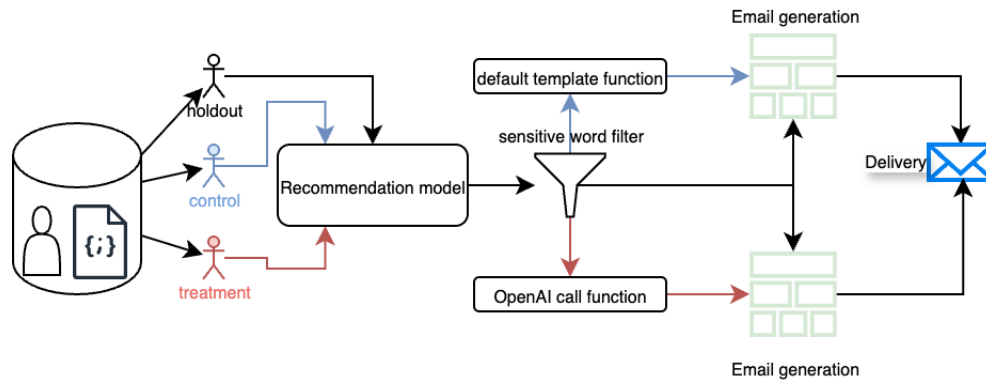 Email generation
holdout
default template function
sensitive word filter
control
Recommendation model
Delivery
{;}
treatment
OpenAI call function
Email generation